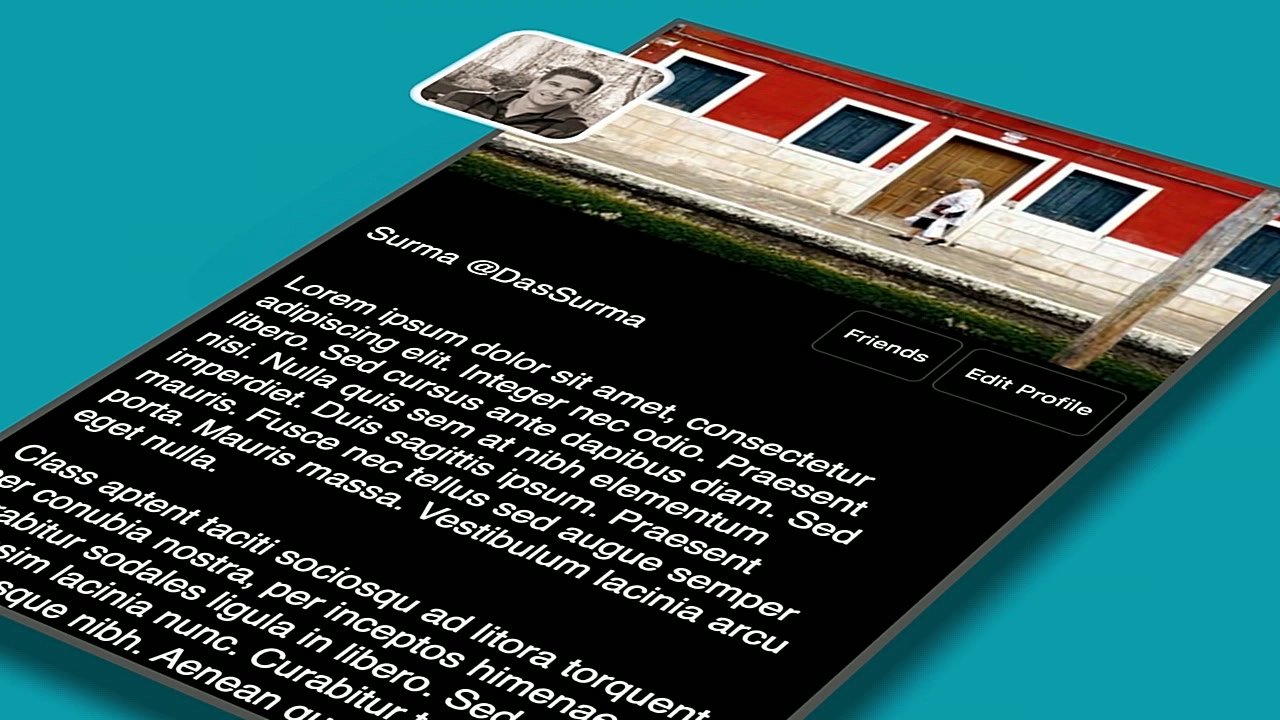 Surma @DasSurma
Friends
Edit Profile
Lorem ipsum dolor sit amet, consectetur
adipiscing elit. Integer nec odio. Praesent
libero. Sed cursus ante dapibus diam. Sed
nisi. Nulla quis sem at nibh elementum
imperdiet. Duis sagittis ipsum. Praesent
mauris. Fusce nec tellus sed augue semper
porta. Mauris massa. Vestibulum lacinia arcu
eget nulla.
Class aptent taciti sociosqu ad litora torquent
per conubia nostra, per inceptos himenae
rabitur sodales ligula in libero. Sed
sim lacinia nunc. Curabitur
sque nibh. Aenean